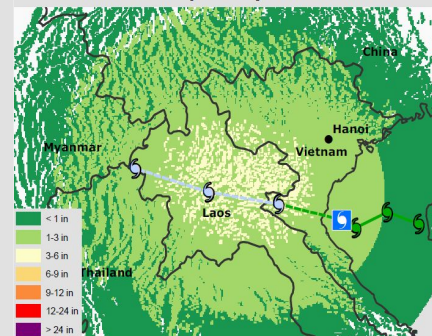 China
Hanoi
Vietnam
Myanmar
Laos
Thailand
< 1 in
1-3 in
3-6 in
6-9 in
9-12 in
12-24 in
> 24 in